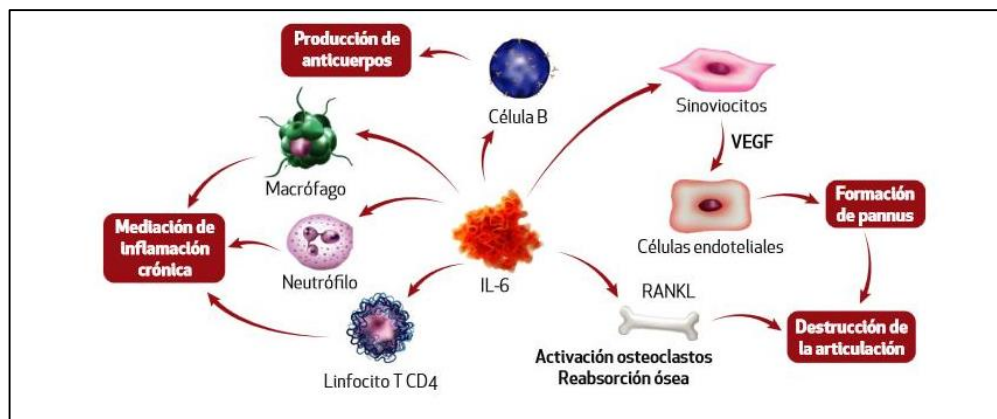 Producción de
anticuerpos
Célula B
Sinoviocitos
VEGF
Macrófago
Mediación de
inflamación
crónica
Neutrófilo
IL-6
Células endoteliales
Formación
de pannus
RANKL
Activación osteoclastos
Reabsorción ósea
Destrucción de
la articulación
Linfocito T CD4